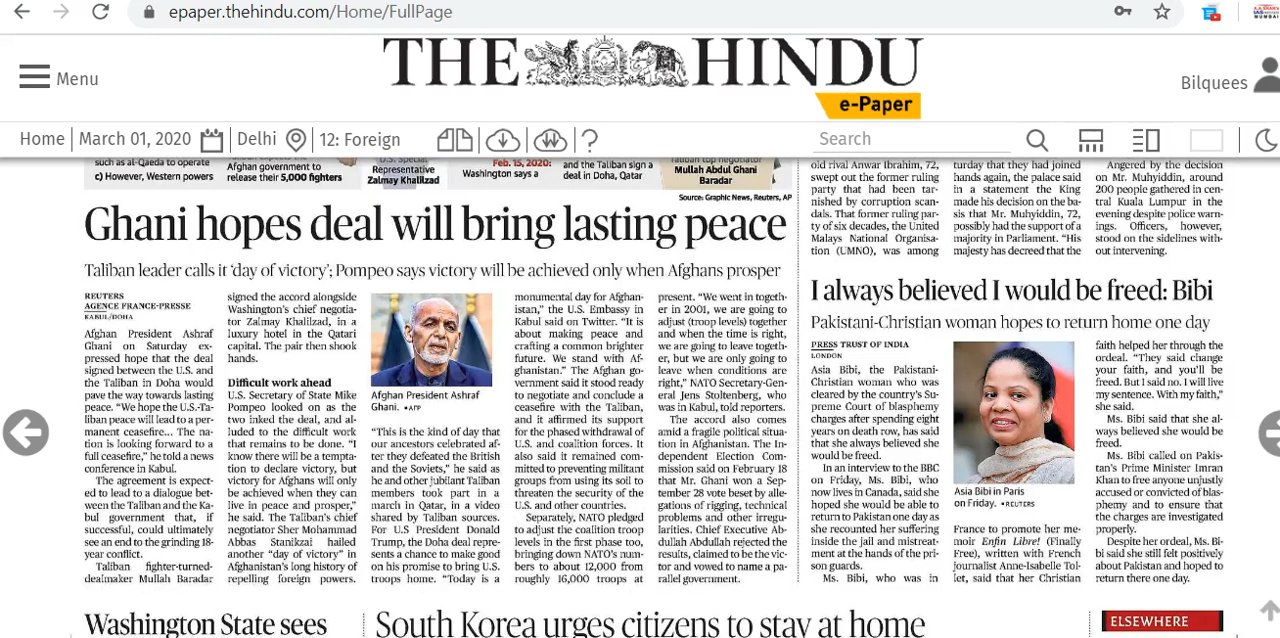 epaper.thehindu.com/Home/FullPage
Menu
THE HINDU
e-Paper
Bilquees
Home
March 01, 2020
Delhi
12: Foreign
Search
such as al-Qaeda to operate
c) However, Western powers
Afghan government to
release their 5,000 fighters
U.S. Special
Representative
Zalmay Khalilzad
Feb. 15, 2020:
Washington says a
and the Taliban sign a
deal in Doha, Qatar
Taliban top negotiator
Mullah Abdul Ghani
Baradar
Source: Graphic News, Reuters, AP
Ghani hopes deal will bring lasting peace
Taliban leader calls it ‘day of victory’; Pompeo says victory will be achieved only when Afghans prosper
REUTERS
AGENCE FRANCE-PRESSE
KABUL/DOHA
Afghan President Ashraf
Ghani on Saturday ex-
pressed hope that the deal
signed between the U.S. and
the Taliban in Doha would
pave the way towards lasting
peace. “We hope the U.S.-Ta-
liban peace will lead to a per-
manent ceasefire... The na-
tion is looking forward to a
full ceasefire,” he told a news
conference in Kabul.
The agreement is expect-
ed to lead to a dialogue bet-
ween the Taliban and the Ka-
bul government that, if
successful, could ultimately
see an end to the grinding 18-
year conflict.
Taliban fighter-turned-
dealmaker Mullah Baradar
signed the accord alongside
Washington’s chief negotia-
tor Zalmay Khalilzad, in a
luxury hotel in the Qatari
capital. The pair then shook
hands.
Difficult work ahead
U.S. Secretary of State Mike
Pompeo looked on as the
two inked the deal, and al-
luded to the difficult work
that remains to be done. “I
know there will be a tempta-
tion to declare victory, but
victory for Afghans will only
be achieved when they can
live in peace and prosper,”
he said. The Taliban’s chief
negotiator Sher Mohammad
Abbas Stanikzai hailed
another “day of victory” in
Afghanistan’s long history of
repelling foreign powers.
Afghan President Ashraf
Ghani. •AFP
“This is the kind of day that
our ancestors celebrated af-
ter they defeated the British
and the Soviets,” he said as
he and other jubilant Taliban
members took part in a
march in Qatar, in a video
shared by Taliban sources.
For U.S President Donald
Trump, the Doha deal repre-
sents a chance to make good
on his promise to bring U.S.
troops home. “Today is a
monumental day for Afghan-
istan,” the U.S. Embassy in
Kabul said on Twitter. “It is
about making peace and
crafting a common brighter
future. We stand with Af-
ghanistan.” The Afghan go-
vernment said it stood ready
to negotiate and conclude a
ceasefire with the Taliban,
and it affirmed its support
for the phased withdrawal of
U.S. and coalition forces. It
also said it remained com-
mitted to preventing militant
groups from using its soil to
threaten the security of the
U.S. and other countries.
Separately, NATO pledged
to adjust the coalition troop
levels in the first phase too,
bringing down NATO’s num-
bers to about 12,000 from
roughly 16,000 troops at
present. “We went in togeth-
er in 2001, we are going to
adjust (troop levels) together
and when the time is right,
we are going to leave togeth-
er, but we are only going to
leave when conditions are
right,” NATO Secretary-Gen-
eral Jens Stoltenberg, who
was in Kabul, told reporters.
The accord also comes
amid a fragile political situa-
tion in Afghanistan. The In-
dependent Election Com-
mission said on February 18
that Mr. Ghani won a Sep-
tember 28 vote beset by alle-
gations of rigging, technical
problems and other irregu-
larities. Chief Executive Ab-
dullah Abdullah rejected the
results, claimed to be the vic-
tor and vowed to name a pa-
rallel government.
old rival Anwar Ibrahim, 72,
swept out the former ruling
party that had been tar-
nished by corruption scan-
dals. That former ruling par-
ty of six decades, the United
Malays National Organisa-
tion (UMNO), was among
turday that they had joined
hands again, the palace said
in a statement the King
made his decision on the ba-
sis that Mr. Muhyiddin, 72,
possibly had the support of a
majority in Parliament. “His
majesty has decreed that the
Angered by the decision
on Mr. Muhyiddin, around
200 people gathered in cen-
tral Kuala Lumpur in the
evening despite police warn-
ings. Officers, however,
stood on the sidelines with-
out intervening.
I always believed I would be freed: Bibi
Pakistani-Christian woman hopes to return home one day
PRESS TRUST OF INDIA
LONDON
Asia Bibi, the Pakistani-
Christian woman who was
cleared by the country’s Su-
preme Court of blasphemy
charges after spending eight
years on death row, has said
that she always believed she
would be freed.
In an interview to the BBC
on Friday, Ms. Bibi, who
now lives in Canada, said she
hoped she would be able to
return to Pakistan one day as
she recounted her suffering
inside the jail and mistreat-
ment at the hands of the pri-
son guards.
Ms. Bibi, who was in
Asia Bibi in Paris
on Friday. •REUTERS
France to promote her me-
moir Enfin Libre! (Finally
Free), written with French
journalist Anne-Isabelle Tol-
let, said that her Christian
faith helped her through the
ordeal. “They said change
your faith, and you’ll be
freed. But I said no. I will live
my sentence. With my faith,”
she said.
Ms. Bibi said that she al-
ways believed she would be
freed.
Ms. Bibi called on Pakis-
tan’s Prime Minister Imran
Khan to free anyone unjustly
accused or convicted of blas-
phemy and to ensure that
the charges are investigated
properly.
Despite her ordeal, Ms. Bi-
bi said she still felt positively
about Pakistan and hoped to
return there one day.
Washington State sees
South Korea urges citizens to stay at home
ELSEWHERE